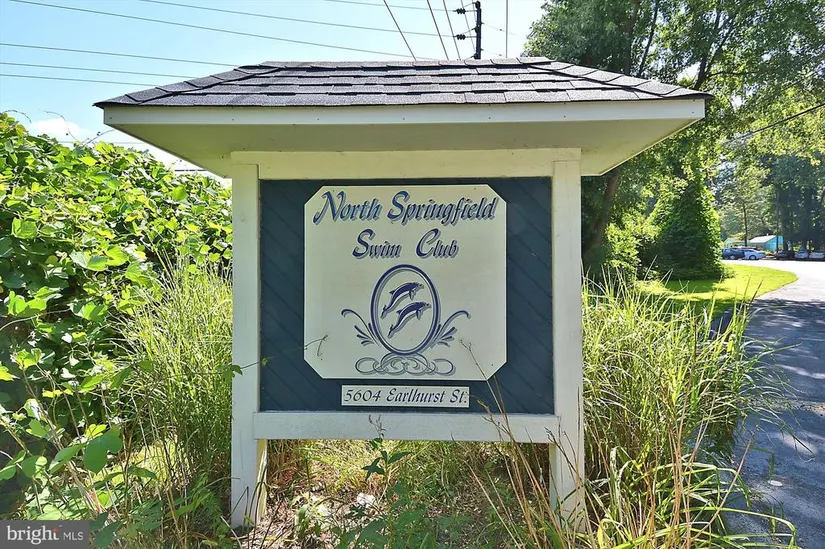 North Springfield
Swim Club
5604 Earlhurst St.
bright MLS